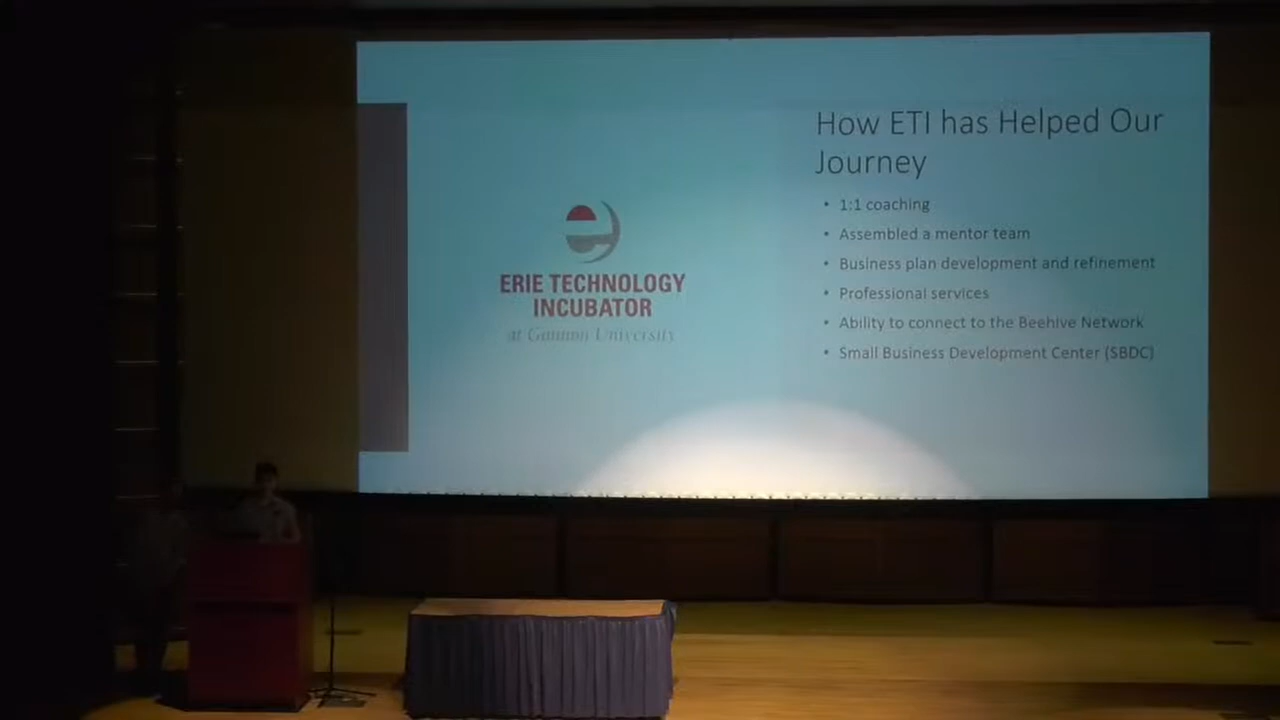 How ETI has Helped Our
Journey
• 1:1 coaching
• Assembled a mentor team
• Business plan development and refinement
• Professional services
• Ability to connect to the Beehive Network
• Small Business Development Center (SBDC)
ERIE TECHNOLOGY
INCUBATOR
at Gannon University